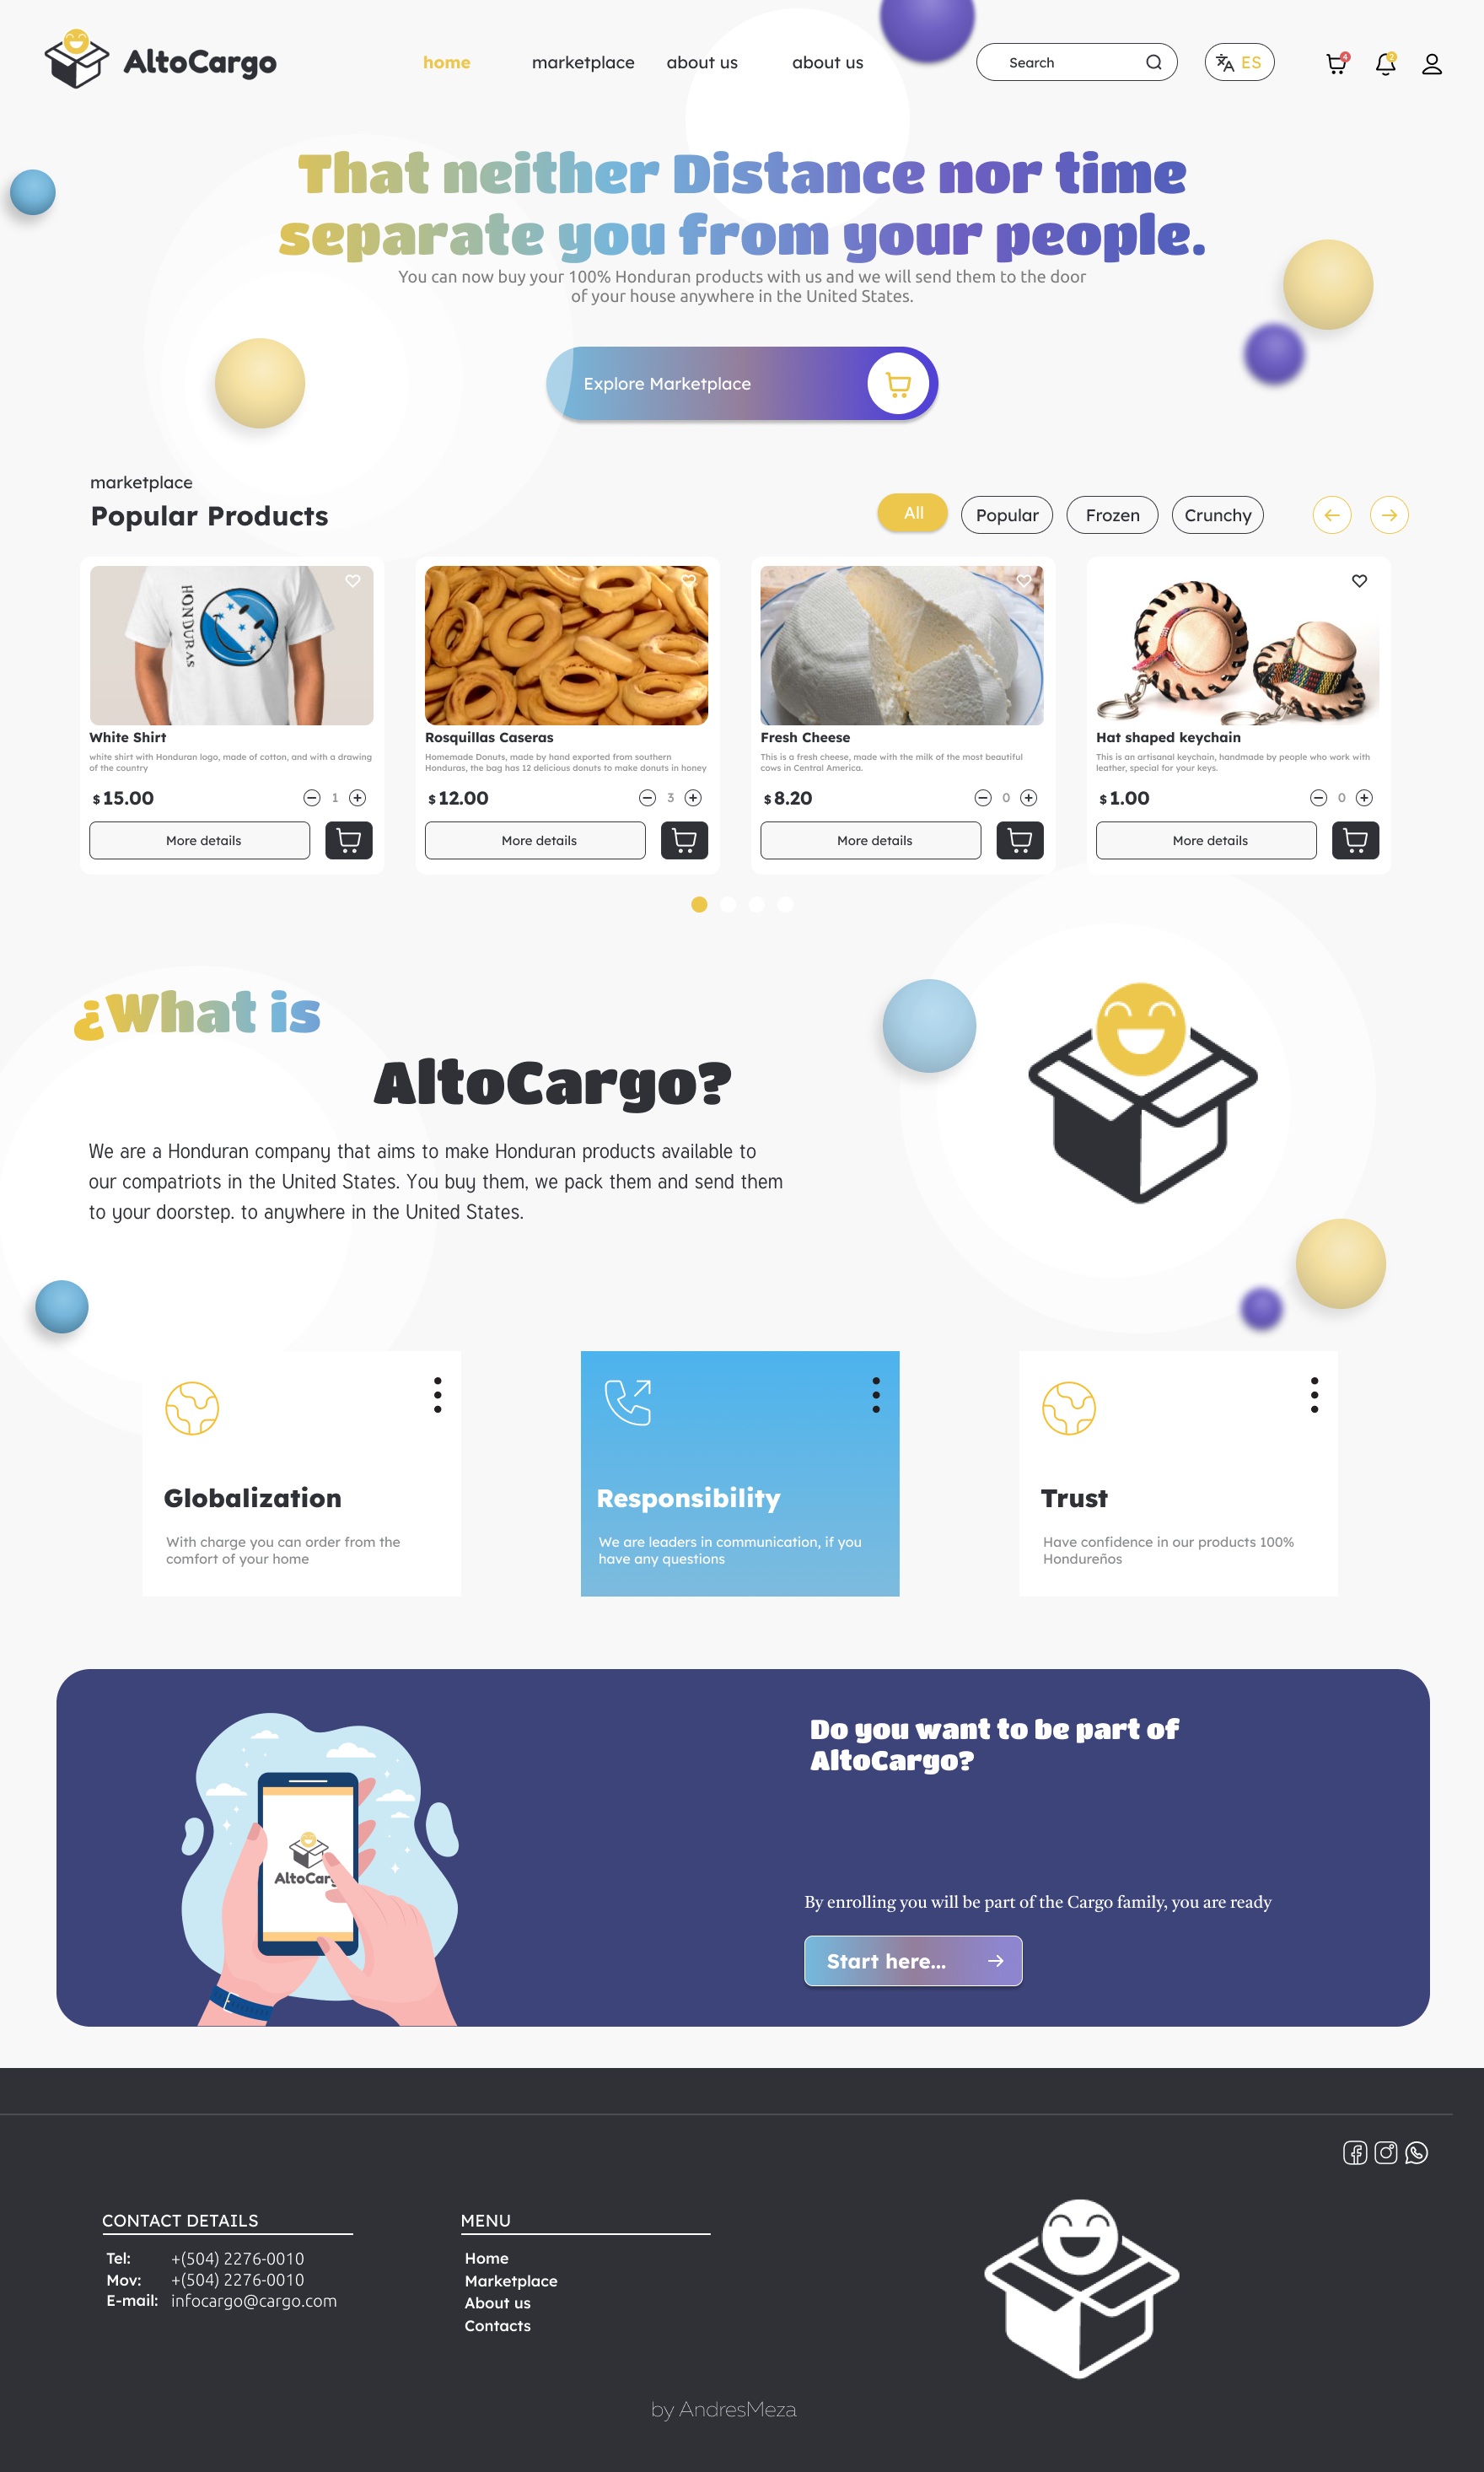 AltoCargo
home
marketplace
about us
about us
Search
ES
4
2
That neither Distance nor time
separate you from your people.
You can now buy your 100% Honduran products with us and we will send them to the door
of your house anywhere in the United States.
Explore Marketplace
marketplace
Popular Products
All
Popular
Frozen
Crunchy
HONDURAS
White Shirt
white shirt with Honduran logo, made of cotton, and with a drawing
of the country
$ 15.00
1
More details
Rosquillas Caseras
Homemade Donuts, made by hand exported from southern
Honduras, the bag has 12 delicious donuts to make donuts in honey
$ 12.00
3
More details
Fresh Cheese
This is a fresh cheese, made with the milk of the most beautiful
cows in Central America.
$ 8.20
0
More details
Hat shaped keychain
This is an artisanal keychain, handmade by people who work with
leather, special for your keys.
$ 1.00
0
More details
¿What is
AltoCargo?
We are a Honduran company that aims to make Honduran products available to
our compatriots in the United States. You buy them, we pack them and send them
to your doorstep. to anywhere in the United States.
Globalization
With charge you can order from the
comfort of your home
Responsibility
We are leaders in communication, if you
have any questions
Trust
Have confidence in our products 100%
Hondureños
AltoCarg
Do you want to be part of
AltoCargo?
By enrolling you will be part of the Cargo family, you are ready
Start here...
CONTACT DETAILS
Tel: +(504) 2276-0010
Mov: +(504) 2276-0010
E-mail: infocargo@cargo.com
MENU
Home
Marketplace
About us
Contacts
by AndresMeza